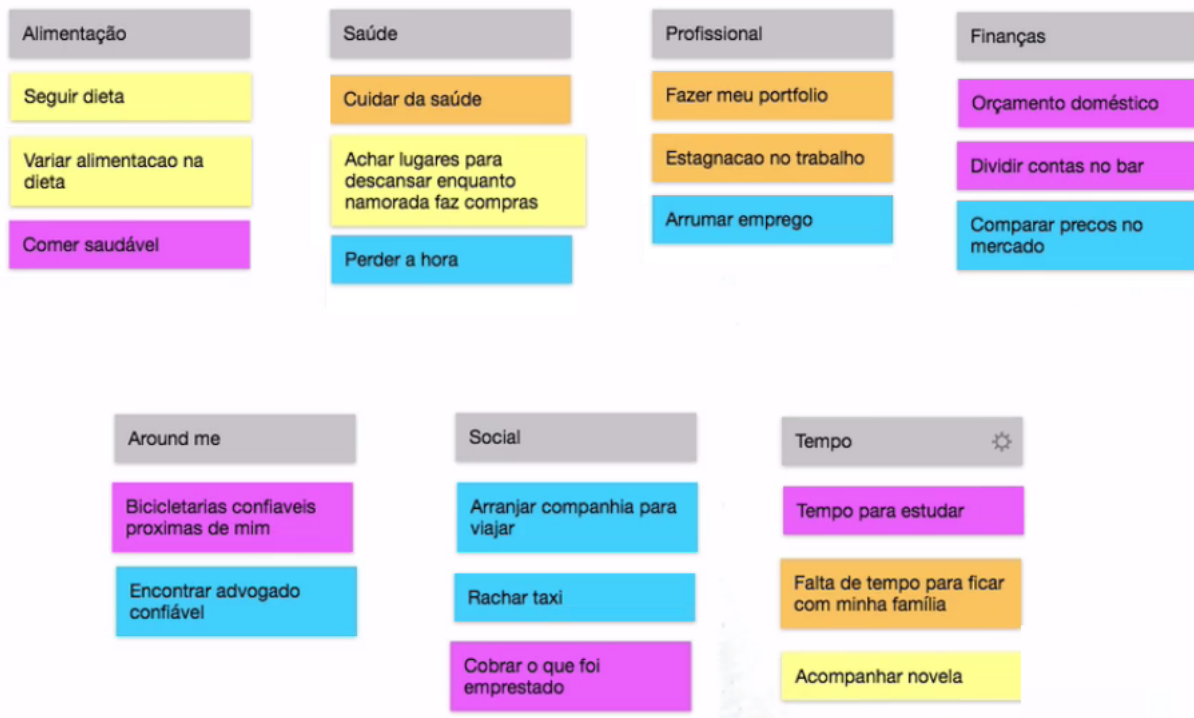 Alimentação
Seguir dieta
Variar alimentacao na
dieta
Comer saudável
Saúde
Cuidar da saúde
Achar lugares para
descansar enquanto
namorada faz compras
Perder a hora
Profissional
Fazer meu portfolio
Estagnacao no trabalho
Arrumar emprego
Finanças
Orçamento doméstico
Dividir contas no bar
Comparar precos no
mercado
Around me
Bicicletarias confiaveis
proximas de mim
Encontrar advogado
confiável
Social
Arranjar companhia para
viajar
Rachar taxi
Cobrar o que foi
emprestado
Tempo
Tempo para estudar
Falta de tempo para ficar
com minha família
Acompanhar novela